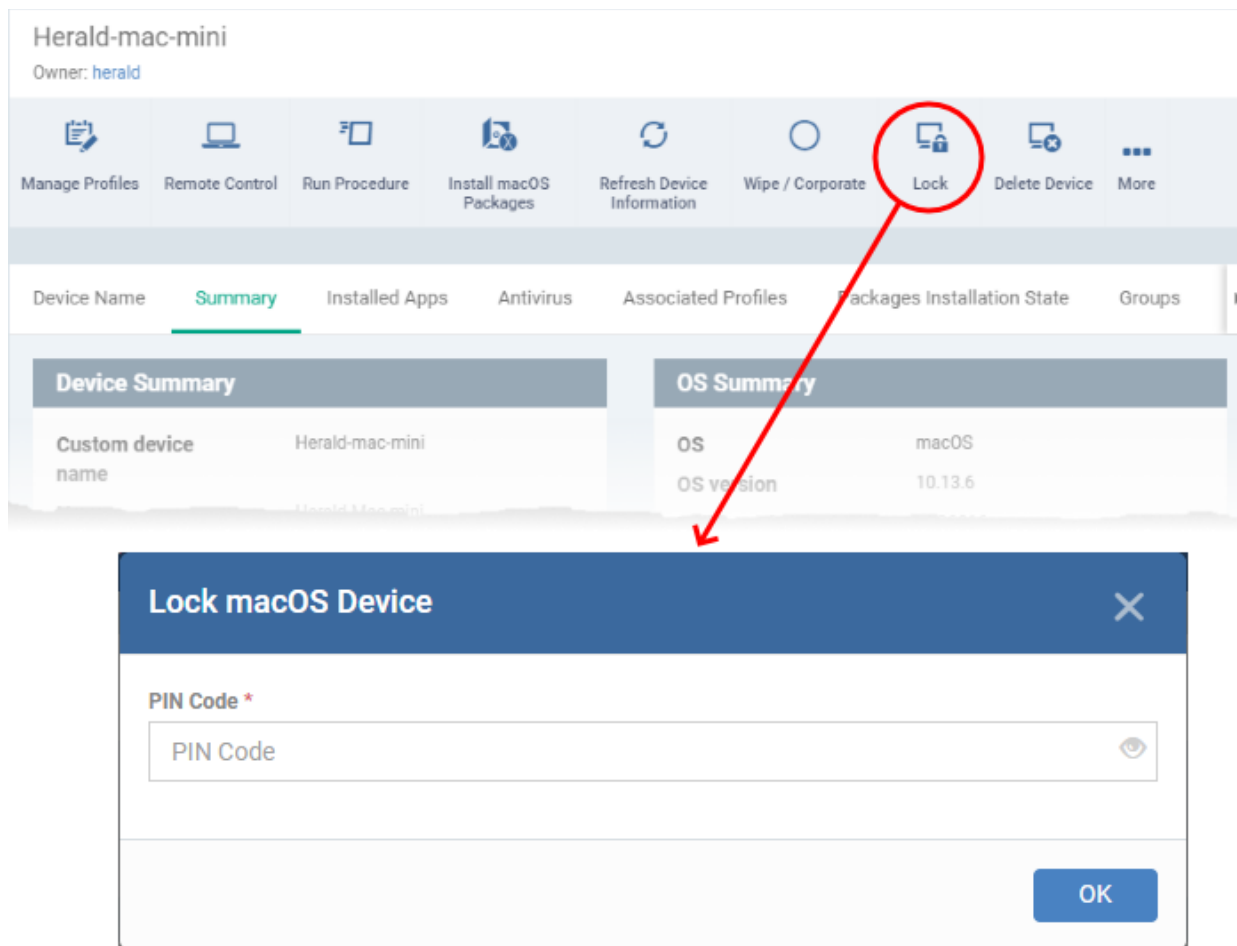 Herald-mac-mini
Owner: herald
Manage Profiles
Remote Control
Run Procedure
Install macOS
Packages
Refresh Device
Information
Wipe / Corporate
Lock
Delete Device
More
Device Name Summary Installed Apps Antivirus Associated Profiles Packages Installation State Groups
Device Summary
Custom device Herald-mac-mini
name
Herald-Mac-mini
OS Summary
OS macOS
OS version 10.13.6
Lock macOS Device
PIN Code *
PIN Code
OK